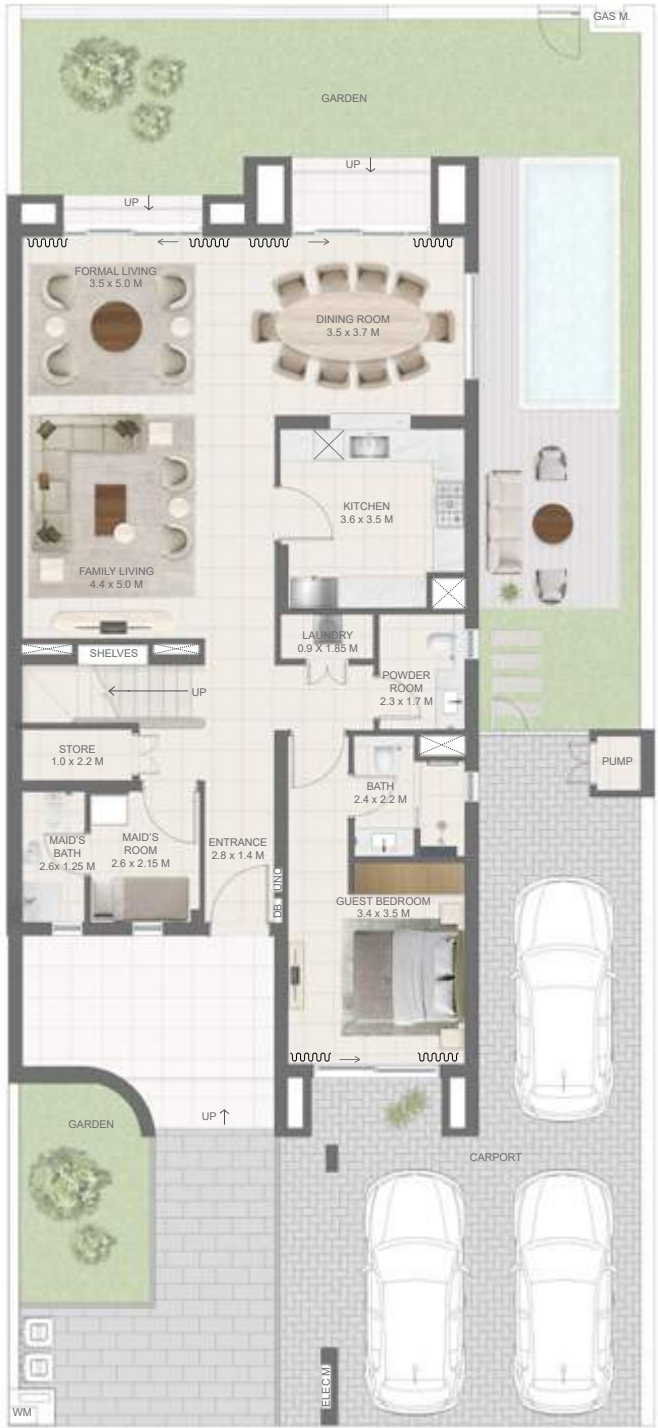 GAS M.
GARDEN
UP
UP
FORMAL LIVING
3.5 x 5.0 M
DINING ROOM
3.5 x 3.7 M
KITCHEN
3.6 x 3.5 M
FAMILY LIVING
4.4 x 5.0 M
LAUNDRY
0.9 X 1.85 M
SHELVES
POWDER
ROOM
2.3 x 1.7 M
UP
STORE
1.0 x 2.2 M
PUMP
BATH
2.4 x 2.2 M
MAID'S
BATH
2.6x 1.25 M
MAID'S
ROOM
2.6 x 2.15 M
ENTRANCE
2.8 x 1.4 M
DB UNO
GUEST BEDROOM
3.4 x 3.5 M
UP
GARDEN
CARPORT
ELEC.M
WM